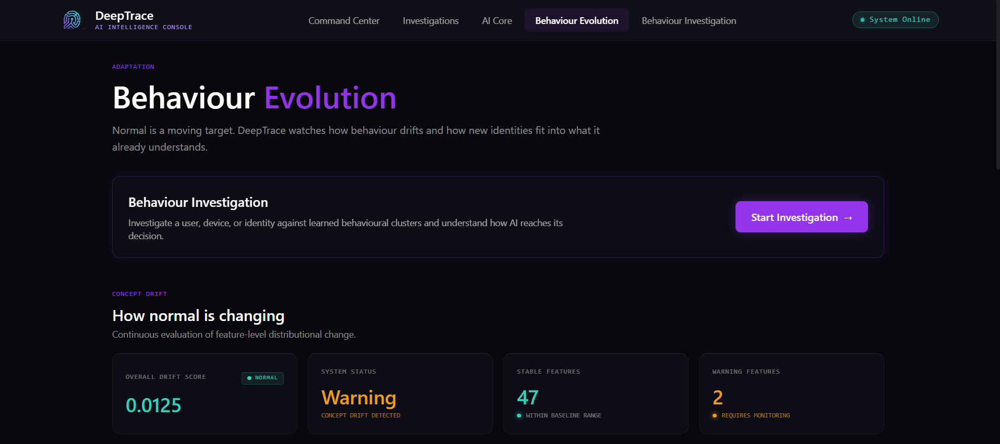 DeepTrace
AI INTELLIGENCE CONSOLE
Command Center
Investigations
AI Core
Behaviour Evolution
Behaviour Investigation
System Online
ADAPTATION
Behaviour Evolution
Normal is a moving target. DeepTrace watches how behaviour drifts and how new identities fit into what it
already understands.
Behaviour Investigation
Investigate a user, device, or identity against learned behavioural clusters and understand how AI reaches its
decision.
Start Investigation →
CONCEPT DRIFT
How normal is changing
Continuous evaluation of feature-level distributional change.
OVERALL DRIFT SCORE
NORMAL
0.0125
SYSTEM STATUS
Warning
CONCEPT DRIFT DETECTED
STABLE FEATURES
47
WITHIN BASELINE RANGE
WARNING FEATURES
2
REQUIRES MONITORING